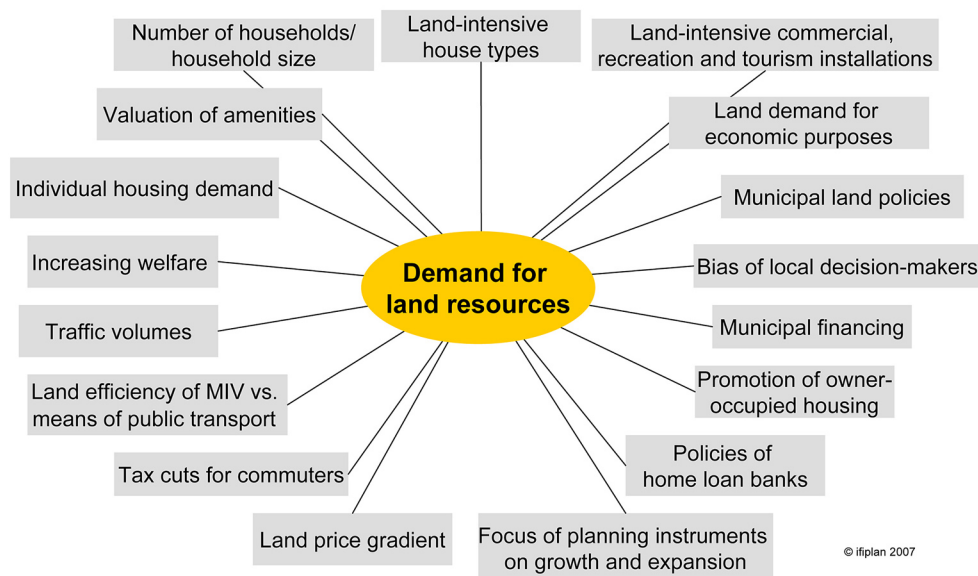 Number of households/
household size
Land-intensive
house types
Land-intensive commercial,
recreation and tourism installations
Valuation of amenities
Land demand for
economic purposes
Individual housing demand
Municipal land policies
Increasing welfare
Demand for
land resources
Bias of local decision-makers
Traffic volumes
Municipal financing
Land efficiency of MIV vs.
means of public transport
Promotion of owner-
occupied housing
Tax cuts for commuters
Policies of
home loan banks
Land price gradient
Focus of planning instruments
on growth and expansion
© ifiplan 2007